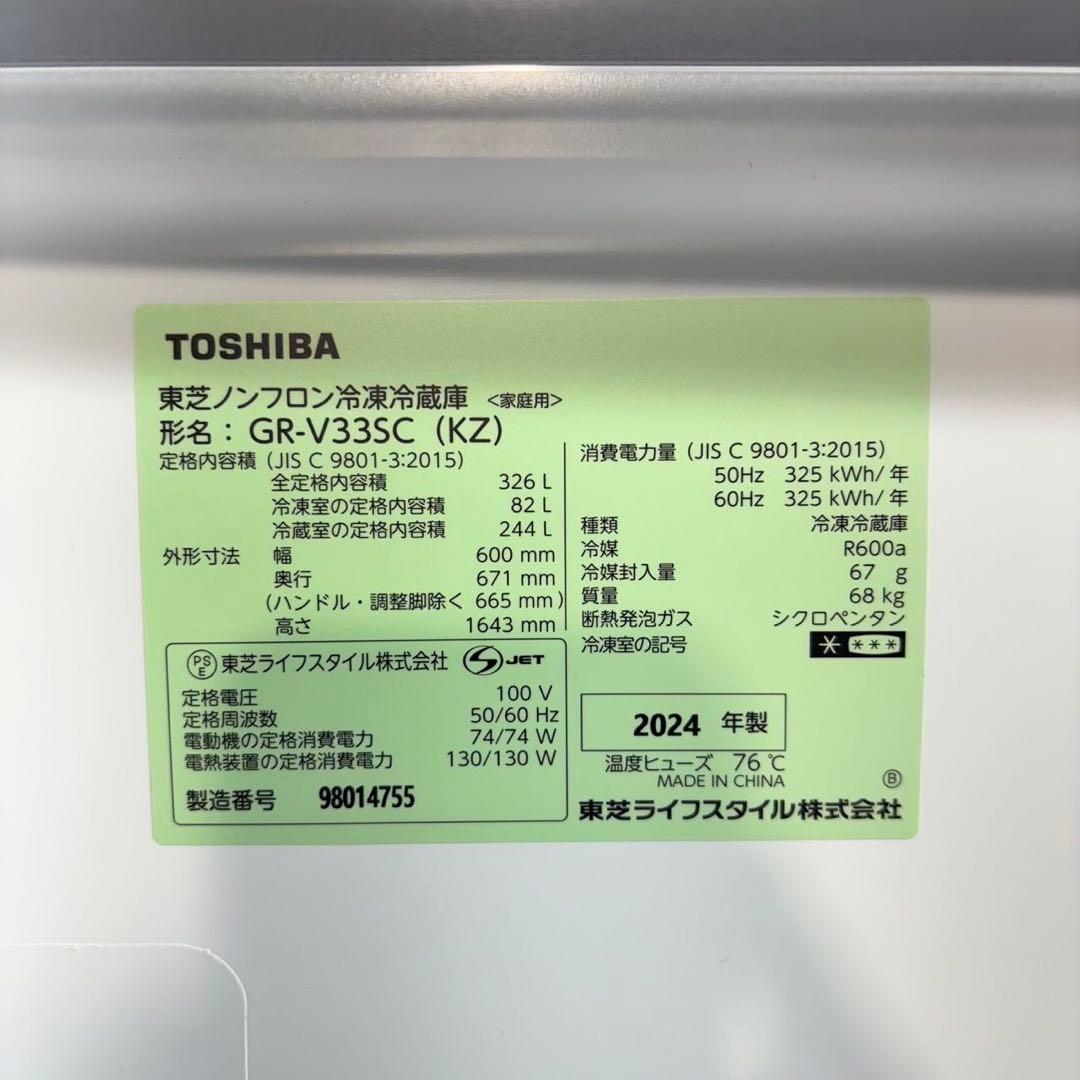 TOSHIBA
東芝ノンフロン冷凍冷蔵庫 <家庭用>
形名： GR-V33SC (KZ)
定格内容積 (JIS C 9801-3:2015)
全定格内容積 326 L
冷凍室の定格内容積 82 L
冷蔵室の定格内容積 244 L
外形寸法 幅 600 mm
奥行 671 mm
(ハンドル・調整脚除く 665 mm)
高さ 1643 mm
PSE 東芝ライフスタイル株式会社 JET
定格電圧 100 V
定格周波数 50/60 Hz
電動機の定格消費電力 74/74 W
電熱装置の定格消費電力 130/130 W
製造番号 98014755
消費電力量 (JIS C 9801-3:2015)
50Hz 325 kWh/年
60Hz 325 kWh/年
種類 冷凍冷蔵庫
冷媒 R600a
冷媒封入量 67 g
質量 68 kg
断熱発泡ガス シクロペンタン
冷凍室の記号 * ***
2024 年製
温度ヒューズ 76 ℃
MADE IN CHINA Ⓑ
東芝ライフスタイル株式会社